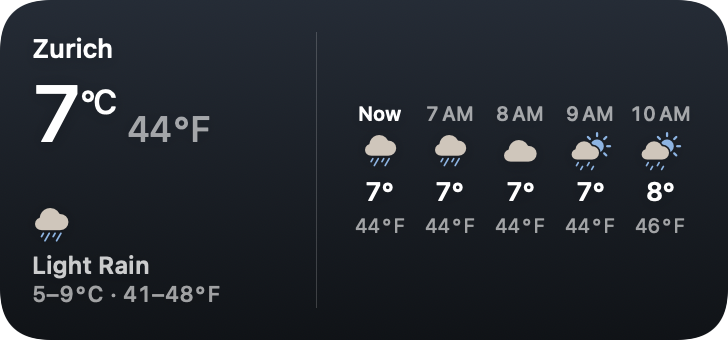 Zurich
7°C 44°F
Light Rain
5–9°C · 41–48°F
Now 7 AM 8 AM 9 AM 10 AM
7° 7° 7° 7° 8°
44°F 44°F 44°F 44°F 46°F